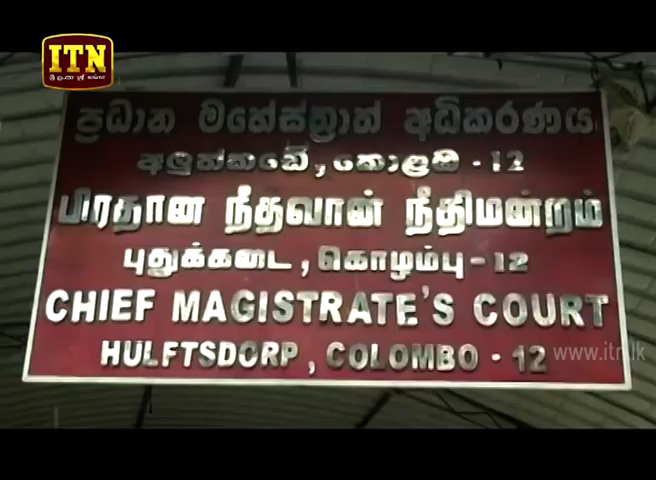 ITN
ප්‍රධාන මහේස්ත්‍රාත් අධිකරණය
අලුත්කඩේ, කොළඹ - 12
பிரதான நீதவான் நீதிமன்றம்
புதுக்கடை, கொழும்பு - 12
CHIEF MAGISTRATE'S COURT
HULFTSDORP, COLOMBO - 12
www.itn.lk